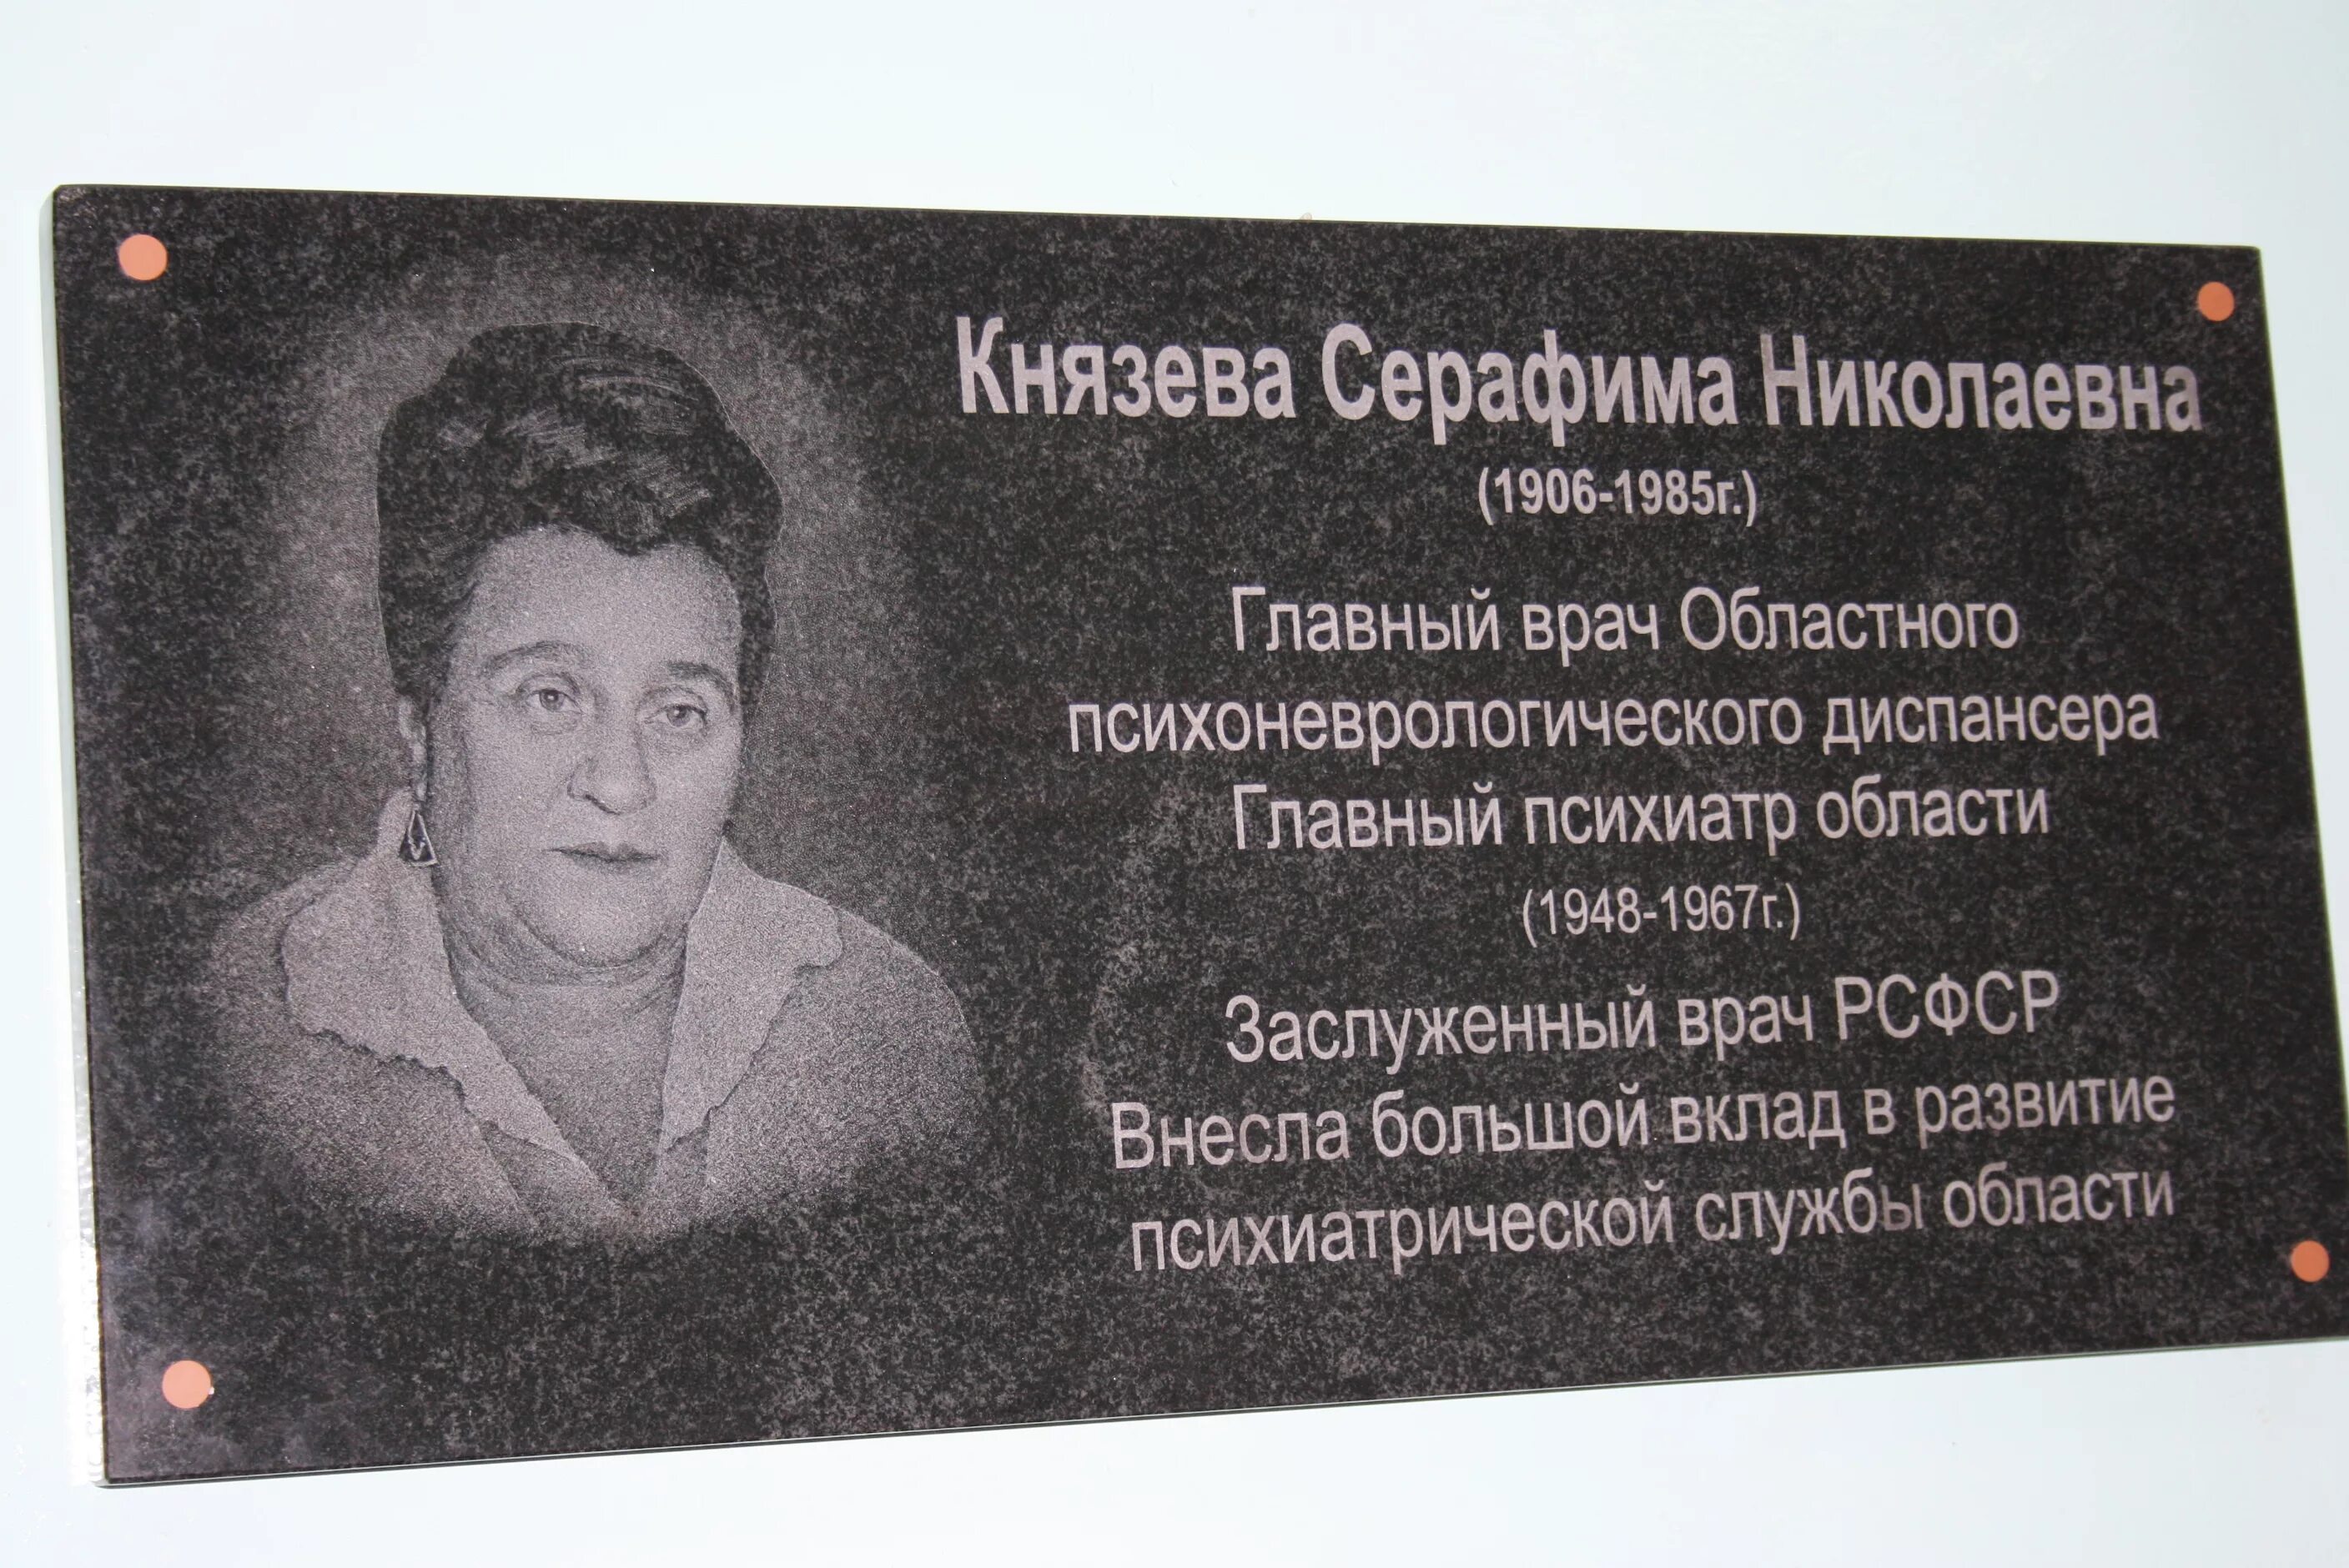 Князева Серафима Николаевна
(1906-1985г.)
Главный врач Областного
психоневрологического диспансера
Главный психиатр области
(1948-1967г.)
Заслуженный врач РСФСР
Внесла большой вклад в развитие
психиатрической службы области